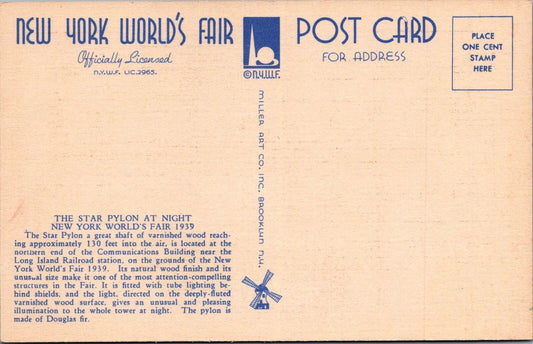 NEW YORK WORLD'S FAIR
Officially Licensed
N.Y.W.F. LIC.3965.
©N.Y.W.F.
POST CARD
FOR ADDRESS
PLACE
ONE CENT
STAMP
HERE
MILLER ART CO., INC., BROOKLYN N.Y.
THE STAR PYLON AT NIGHT
NEW YORK WORLD'S FAIR 1939
The Star Pylon a great shaft of varnished wood reach-
ing approximately 130 feet into the air, is located at the
northern end of the Communications Building near the
Long Island Railroad station, on the grounds of the New
York World's Fair 1939. Its natural wood finish and its
unusual size make it one of the most attention-compelling
structures in the Fair. It is fitted with tube lighting be-
hind shields, and the light, directed on the deeply-fluted
varnished wood surface, gives an unusual and pleasing
illumination to the whole tower at night. The pylon is
made of Douglas fir.